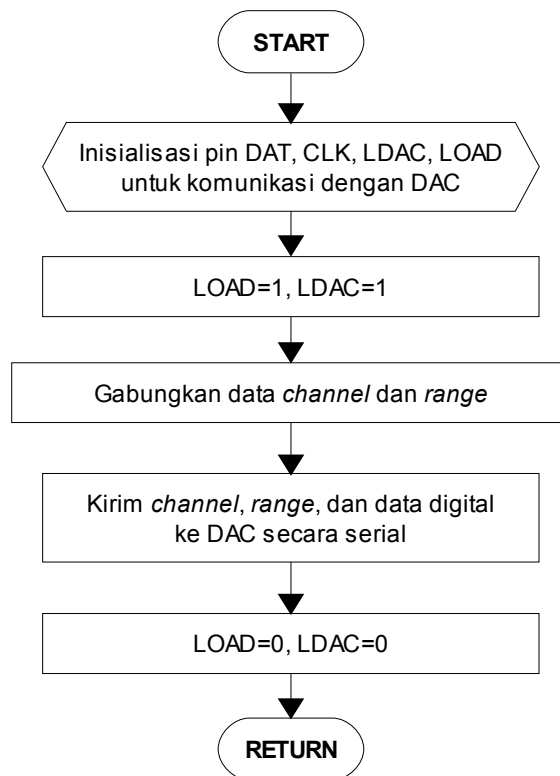 START
Inisialisasi pin DAT, CLK, LDAC, LOAD
untuk komunikasi dengan DAC
LOAD=1, LDAC=1
Gabungkan data channel dan range
Kirim channel, range, dan data digital
ke DAC secara serial
LOAD=0, LDAC=0
RETURN